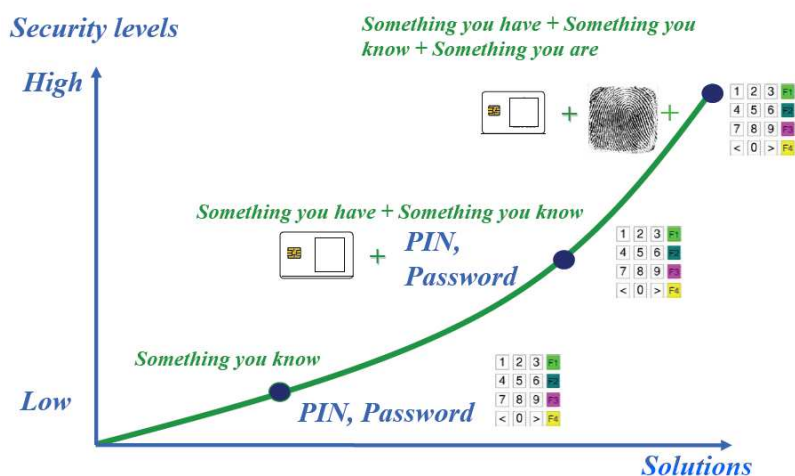 Something you have + Something you
know + Something you are
Security levels
High
1 2 3 F1
4 5 6 F2
7 8 9 F3
< 0 > F4
+
+
Something you have + Something you know
+
PIN,
Password
1 2 3 F1
4 5 6 F2
7 8 9 F3
< 0 > F4
Something you know
1 2 3 F1
4 5 6 F2
7 8 9 F3
< 0 > F4
Low
PIN, Password
Solutions